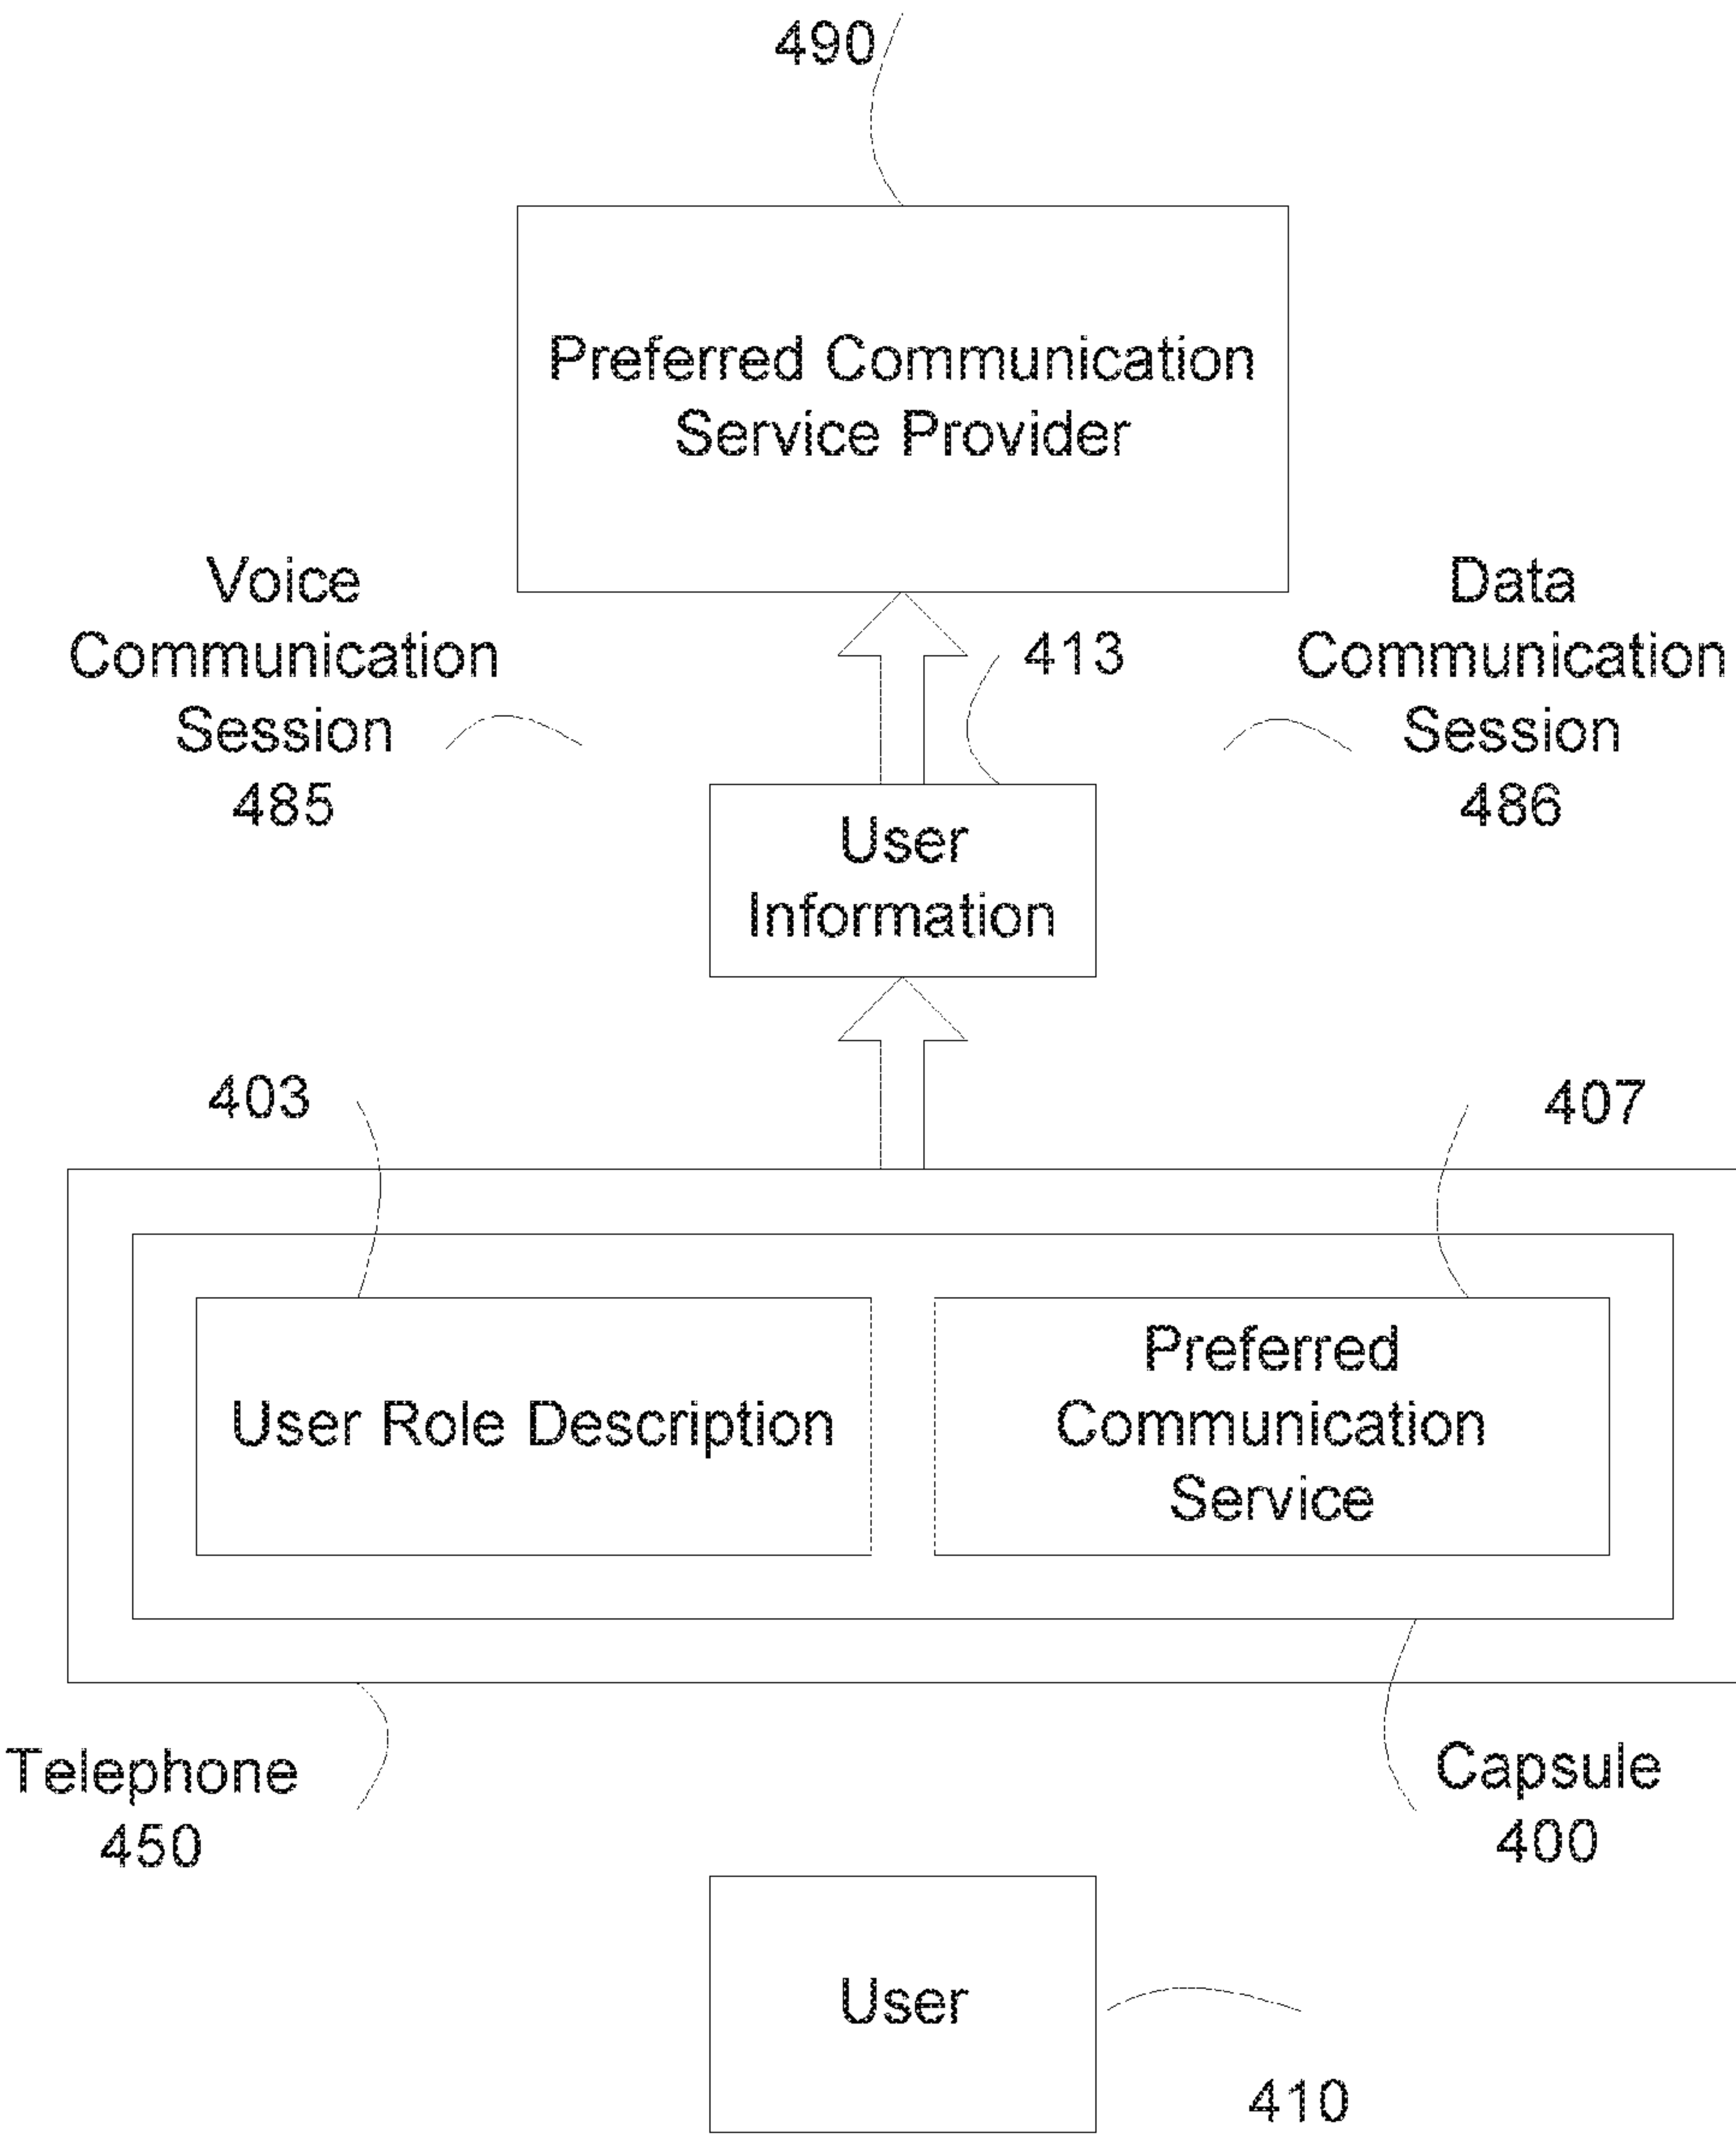 490
Preferred Communication
Service Provider
Voice
Communication
Session
485
413
Data
Communication
Session
486
User
Information
403
407
User Role Description
Preferred
Communication
Service
Telephone
450
Capsule
400
User
410